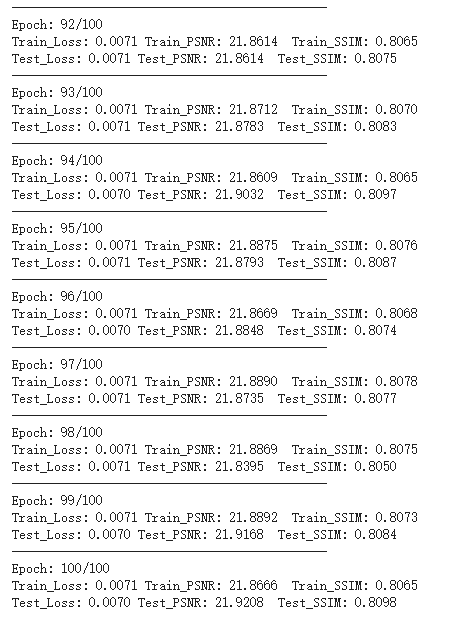 Epoch: 92/100
Train_Loss: 0.0071 Train_PSNR: 21.8614 Train_SSIM: 0.8065
Test_Loss: 0.0071 Test_PSNR: 21.8614 Test_SSIM: 0.8075
Epoch: 93/100
Train_Loss: 0.0071 Train_PSNR: 21.8712 Train_SSIM: 0.8070
Test_Loss: 0.0071 Test_PSNR: 21.8783 Test_SSIM: 0.8083
Epoch: 94/100
Train_Loss: 0.0071 Train_PSNR: 21.8609 Train_SSIM: 0.8065
Test_Loss: 0.0070 Test_PSNR: 21.9032 Test_SSIM: 0.8097
Epoch: 95/100
Train_Loss: 0.0071 Train_PSNR: 21.8875 Train_SSIM: 0.8076
Test_Loss: 0.0071 Test_PSNR: 21.8793 Test_SSIM: 0.8087
Epoch: 96/100
Train_Loss: 0.0071 Train_PSNR: 21.8669 Train_SSIM: 0.8068
Test_Loss: 0.0070 Test_PSNR: 21.8848 Test_SSIM: 0.8074
Epoch: 97/100
Train_Loss: 0.0071 Train_PSNR: 21.8890 Train_SSIM: 0.8078
Test_Loss: 0.0071 Test_PSNR: 21.8735 Test_SSIM: 0.8077
Epoch: 98/100
Train_Loss: 0.0071 Train_PSNR: 21.8869 Train_SSIM: 0.8075
Test_Loss: 0.0071 Test_PSNR: 21.8395 Test_SSIM: 0.8050
Epoch: 99/100
Train_Loss: 0.0071 Train_PSNR: 21.8892 Train_SSIM: 0.8073
Test_Loss: 0.0070 Test_PSNR: 21.9168 Test_SSIM: 0.8084
Epoch: 100/100
Train_Loss: 0.0071 Train_PSNR: 21.8666 Train_SSIM: 0.8065
Test_Loss: 0.0070 Test_PSNR: 21.9208 Test_SSIM: 0.8098